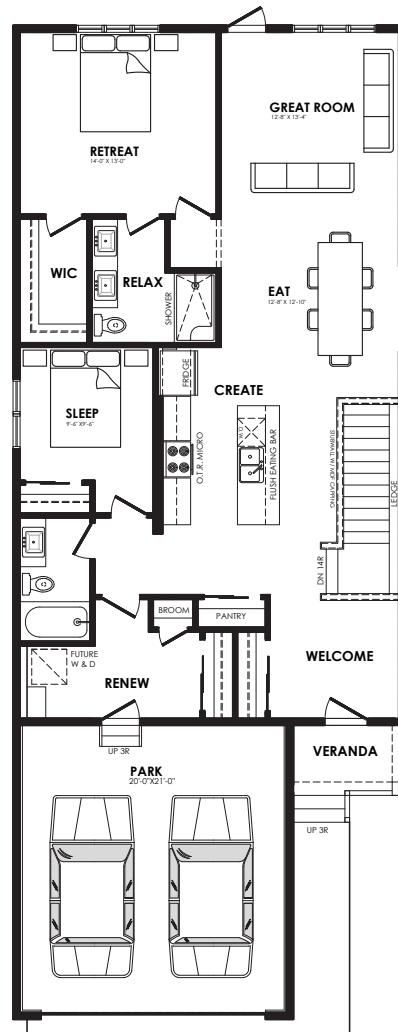 GREAT ROOM
12'-8" X 13'-4"
RETREAT
14'-0" X 13'-0"
WIC
RELAX
SHOWER
EAT
12'-8" X 12'-10"
SLEEP
9'-6" X9'-6"
FRIDGE
CREATE
O.T.R. MICRO
D.W.
FLUSH EATING BAR
STUBWALL W/ MDF CAPPING
LEDGE
DN 14R
BROOM
PANTRY
FUTURE
W & D
RENEW
WELCOME
UP 3R
VERANDA
PARK
20'-0"X21'-0"
UP 3R